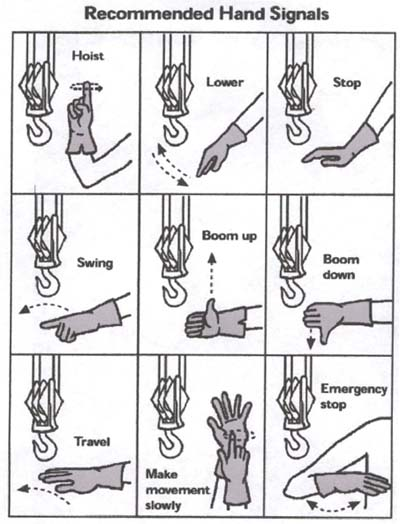 Recommended Hand Signals
Hoist
Lower
Stop
Swing
Boom up
Boom
down
Travel
Make
movement
slowly
Emergency
stop